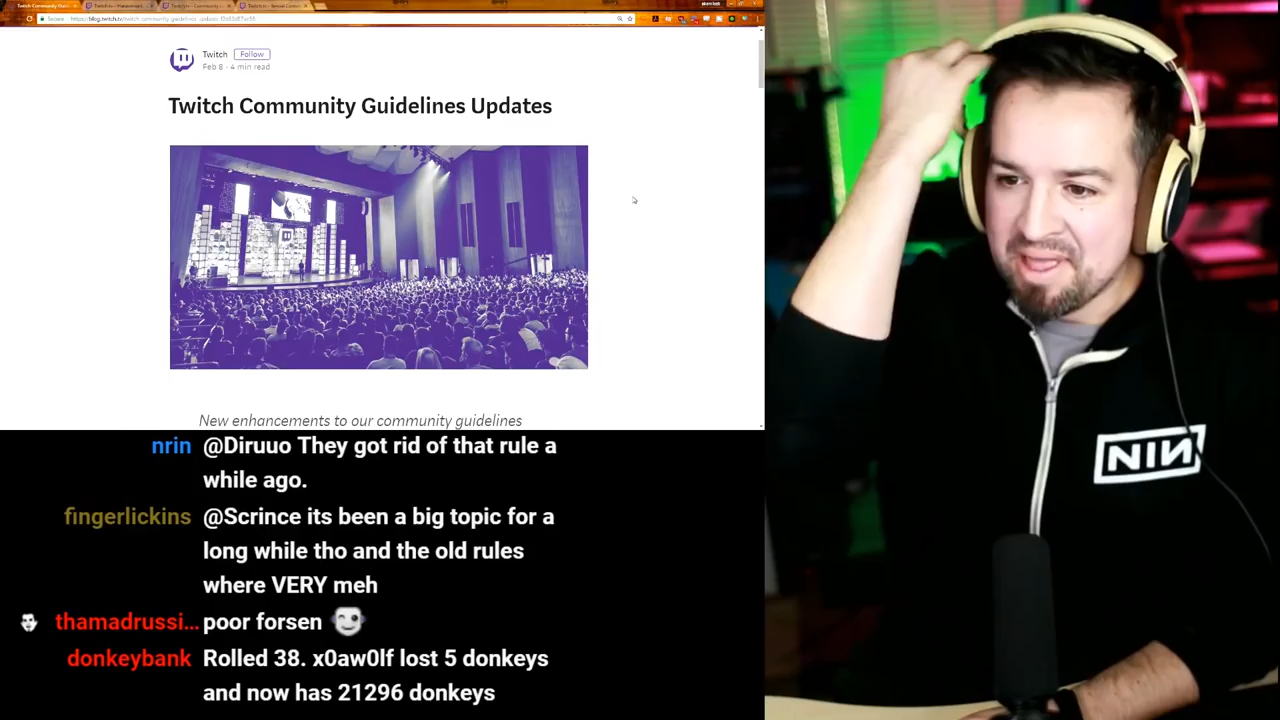 Secure
Twitch
Follow
Feb 8 · 4 min read
Twitch Community Guidelines Updates
New enhancements to our community guidelines
nrin @Diruuo They got rid of that rule a
while ago.
fingerlickins @Scrince its been a big topic for a
long while tho and the old rules
where VERY meh
thamadrussi... poor forsen
donkeybank Rolled 38. x0aw0lf lost 5 donkeys
and now has 21296 donkeys
NIN